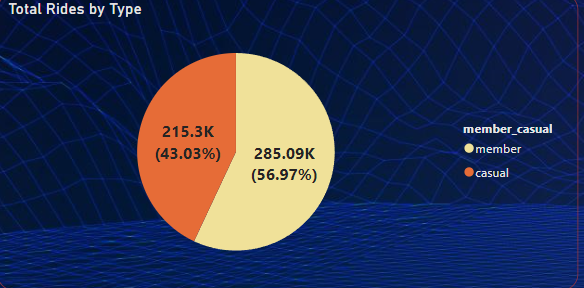 Total Rides by Type
215.3K
(43.03%)
285.09K
(56.97%)
member_casual
member
casual